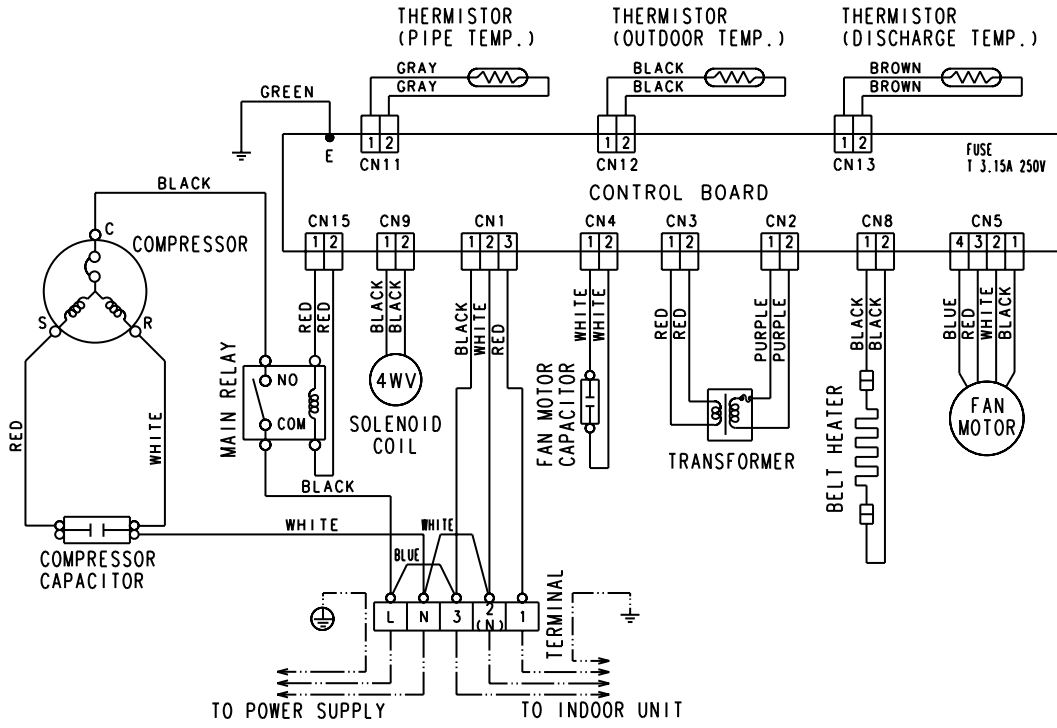 THERMISTOR
(PIPE TEMP.)
THERMISTOR
(OUTDOOR TEMP.)
THERMISTOR
(DISCHARGE TEMP.)
GRAY
GRAY
BLACK
BLACK
BROWN
BROWN
GREEN
E
1 2
CN11
1 2
CN12
1 2
CN13
FUSE
T 3.15A 250V
CONTROL BOARD
BLACK
C
COMPRESSOR
S
R
CN15
1 2
CN9
1 2
CN1
1 2 3
CN4
1 2
CN3
1 2
CN2
1 2
CN8
1 2
CN5
4 3 2 1
RED
RED
BLACK
BLACK
BLACK
WHITE
RED
WHITE
WHITE
RED
RED
PURPLE
PURPLE
BLACK
BLACK
BLUE
RED
WHITE
BLACK
MAIN RELAY
NO
COM
4WV
SOLENOID
COIL
FAN MOTOR
CAPACITOR
TRANSFORMER
BELT HEATER
FAN
MOTOR
RED
WHITE
BLACK
WHITE
WHITE
BLUE
COMPRESSOR
CAPACITOR
L N 3 2 1
(N)
TERMINAL
TO POWER SUPPLY
TO INDOOR UNIT